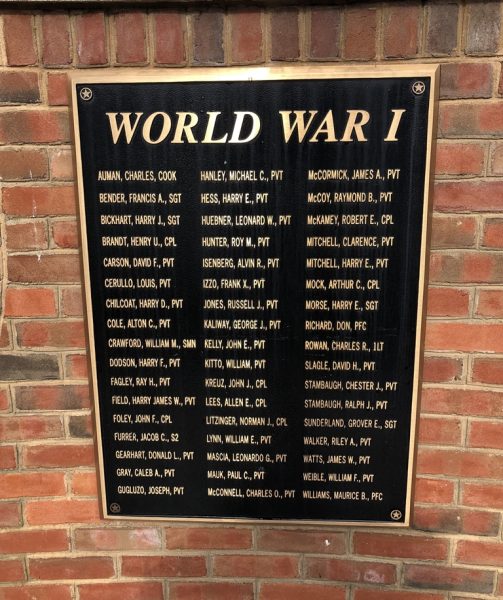 WORLD WAR I
AUMAN, CHARLES, COOK
BENDER, FRANCIS A., SGT
BICKHART, HARRY J., SGT
BRANDT, HENRY U., CPL
CARSON, DAVID F., PVT
CERULLO, LOUIS, PVT
CHILCOAT, HARRY D., PVT
COLE, ALTON C., PVT
CRAWFORD, WILLIAM M., SMN
DODSON, HARRY F., PVT
FAGLEY, RAY H., PVT
FIELD, HARRY JAMES W., PVT
FOLEY, JOHN F., CPL
FURRER, JACOB C., S2
GEARHART, DONALD L., PVT
GRAY, CALEB A., PVT
GUGLUZO, JOSEPH, PVT
HANLEY, MICHAEL C., PVT
HESS, HARRY E., PVT
HUEBNER, LEONARD W., PVT
HUNTER, ROY M., PVT
ISENBERG, ALVIN R., PVT
IZZO, FRANK X., PVT
JONES, RUSSELL J., PVT
KALIWAY, GEORGE J., PVT
KELLY, JOHN E., PVT
KITTO, WILLIAM, PVT
KREUZ, JOHN J., CPL
LEES, ALLEN E., CPL
LITZINGER, NORMAN J., CPL
LYNN, WILLIAM E., PVT
MASCIA, LEONARDO G., PVT
MAUK, PAUL C., PVT
McCONNELL, CHARLES O., PVT
McCORMICK, JAMES A., PVT
McCOY, RAYMOND B., PVT
McKAMEY, ROBERT E., CPL
MITCHELL, CLARENCE, PVT
MITCHELL, HARRY E., PVT
MOCK, ARTHUR C., CPL
MORSE, HARRY E., SGT
RICHARD, DON, PFC
ROWAN, CHARLES R., 1LT
SLAGLE, DAVID H., PVT
STAMBAUGH, CHESTER J., PVT
STAMBAUGH, RALPH J., PVT
SUNDERLAND, GROVER E., SGT
WALKER, RILEY A., PVT
WATTS, JAMES W., PVT
WEIBLE, WILLIAM F., PVT
WILLIAMS, MAURICE B., PFC